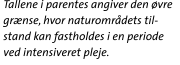 Tallene i parentes angiver den øvre
grænse, hvor naturområdets til-
stand kan fastholdes i en periode
ved intensiveret pleje.